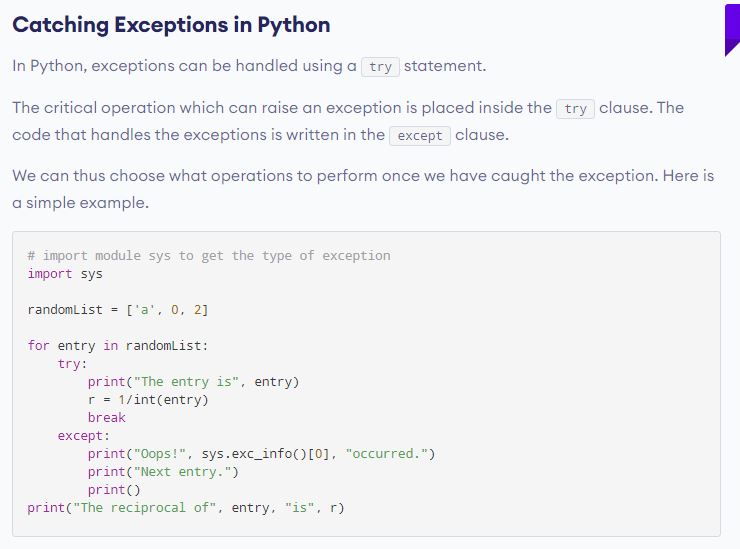 Catching Exceptions in Python
In Python, exceptions can be handled using a try statement.
The critical operation which can raise an exception is placed inside the try clause. The
code that handles the exceptions is written in the except clause.
We can thus choose what operations to perform once we have caught the exception. Here is
a simple example.
# import module sys to get the type of exception
import sys
randomList = ['a', 0, 2]
for entry in randomList:
    try:
        print("The entry is", entry)
        r = 1/int(entry)
        break
    except:
        print("Oops!", sys.exc_info()[0], "occurred.")
        print("Next entry.")
        print()
print("The reciprocal of", entry, "is", r)